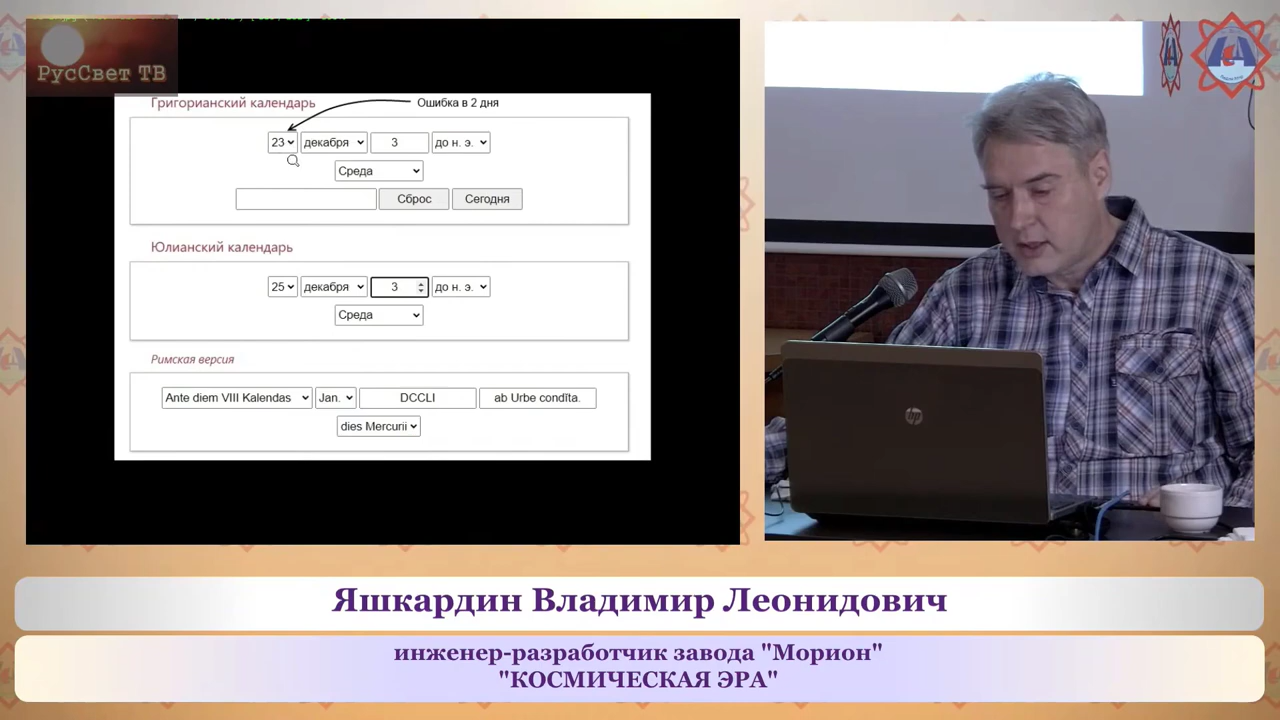 РусСвет ТВ
Григорианский календарь
Ошибка в 2 дня
23 декабря 3 до н. э.
Среда
Сброс Сегодня
Юлианский календарь
25 декабря 3 до н. э.
Среда
Римская версия
Ante diem VIII Kalendas Jan. DCCLI ab Urbe condīta.
dies Mercurii
hp
Яшкардин Владимир Леонидович
инженер-разработчик завода "Морион"
"КОСМИЧЕСКАЯ ЭРА"